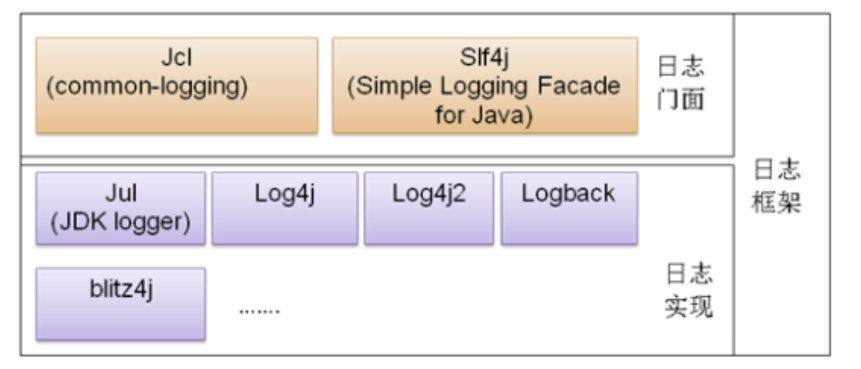 Jcl
(common-logging)
Slf4j
(Simple Logging Facade
for Java)
日志
门面
Jul
(JDK logger)
Log4j
Log4j2
Logback
blitz4j
.......
日志
实现
日志
框架